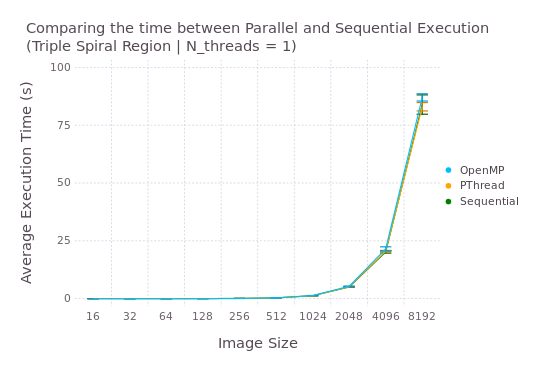 Comparing the time between Parallel and Sequential Execution
(Triple Spiral Region | N_threads = 1)
Average Execution Time (s)
100
75
50
25
0
16 32 64 128 256 512 1024 2048 4096 8192
Image Size
OpenMP
PThread
Sequential